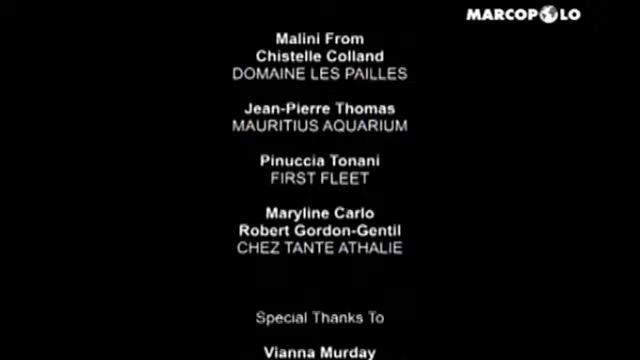 MARCOPOLO
Malini From
Chistelle Colland
DOMAINE LES PAILLES
Jean-Pierre Thomas
MAURITIUS AQUARIUM
Pinuccia Tonani
FIRST FLEET
Maryline Carlo
Robert Gordon-Gentil
CHEZ TANTE ATHALIE
Special Thanks To
Vianna Murday